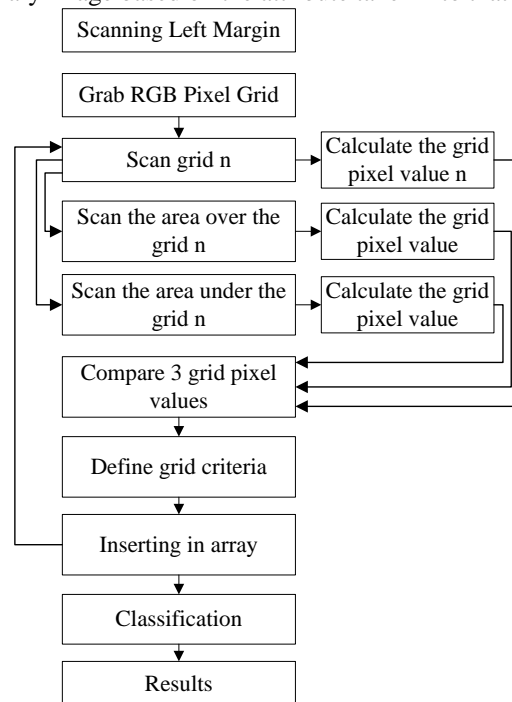 Scanning Left Margin
Grab RGB Pixel Grid
Scan grid n
Calculate the grid
pixel value n
Scan the area over the
grid n
Calculate the grid
pixel value
Scan the area under the
grid n
Calculate the grid
pixel value
Compare 3 grid pixel
values
Define grid criteria
Inserting in array
Classification
Results